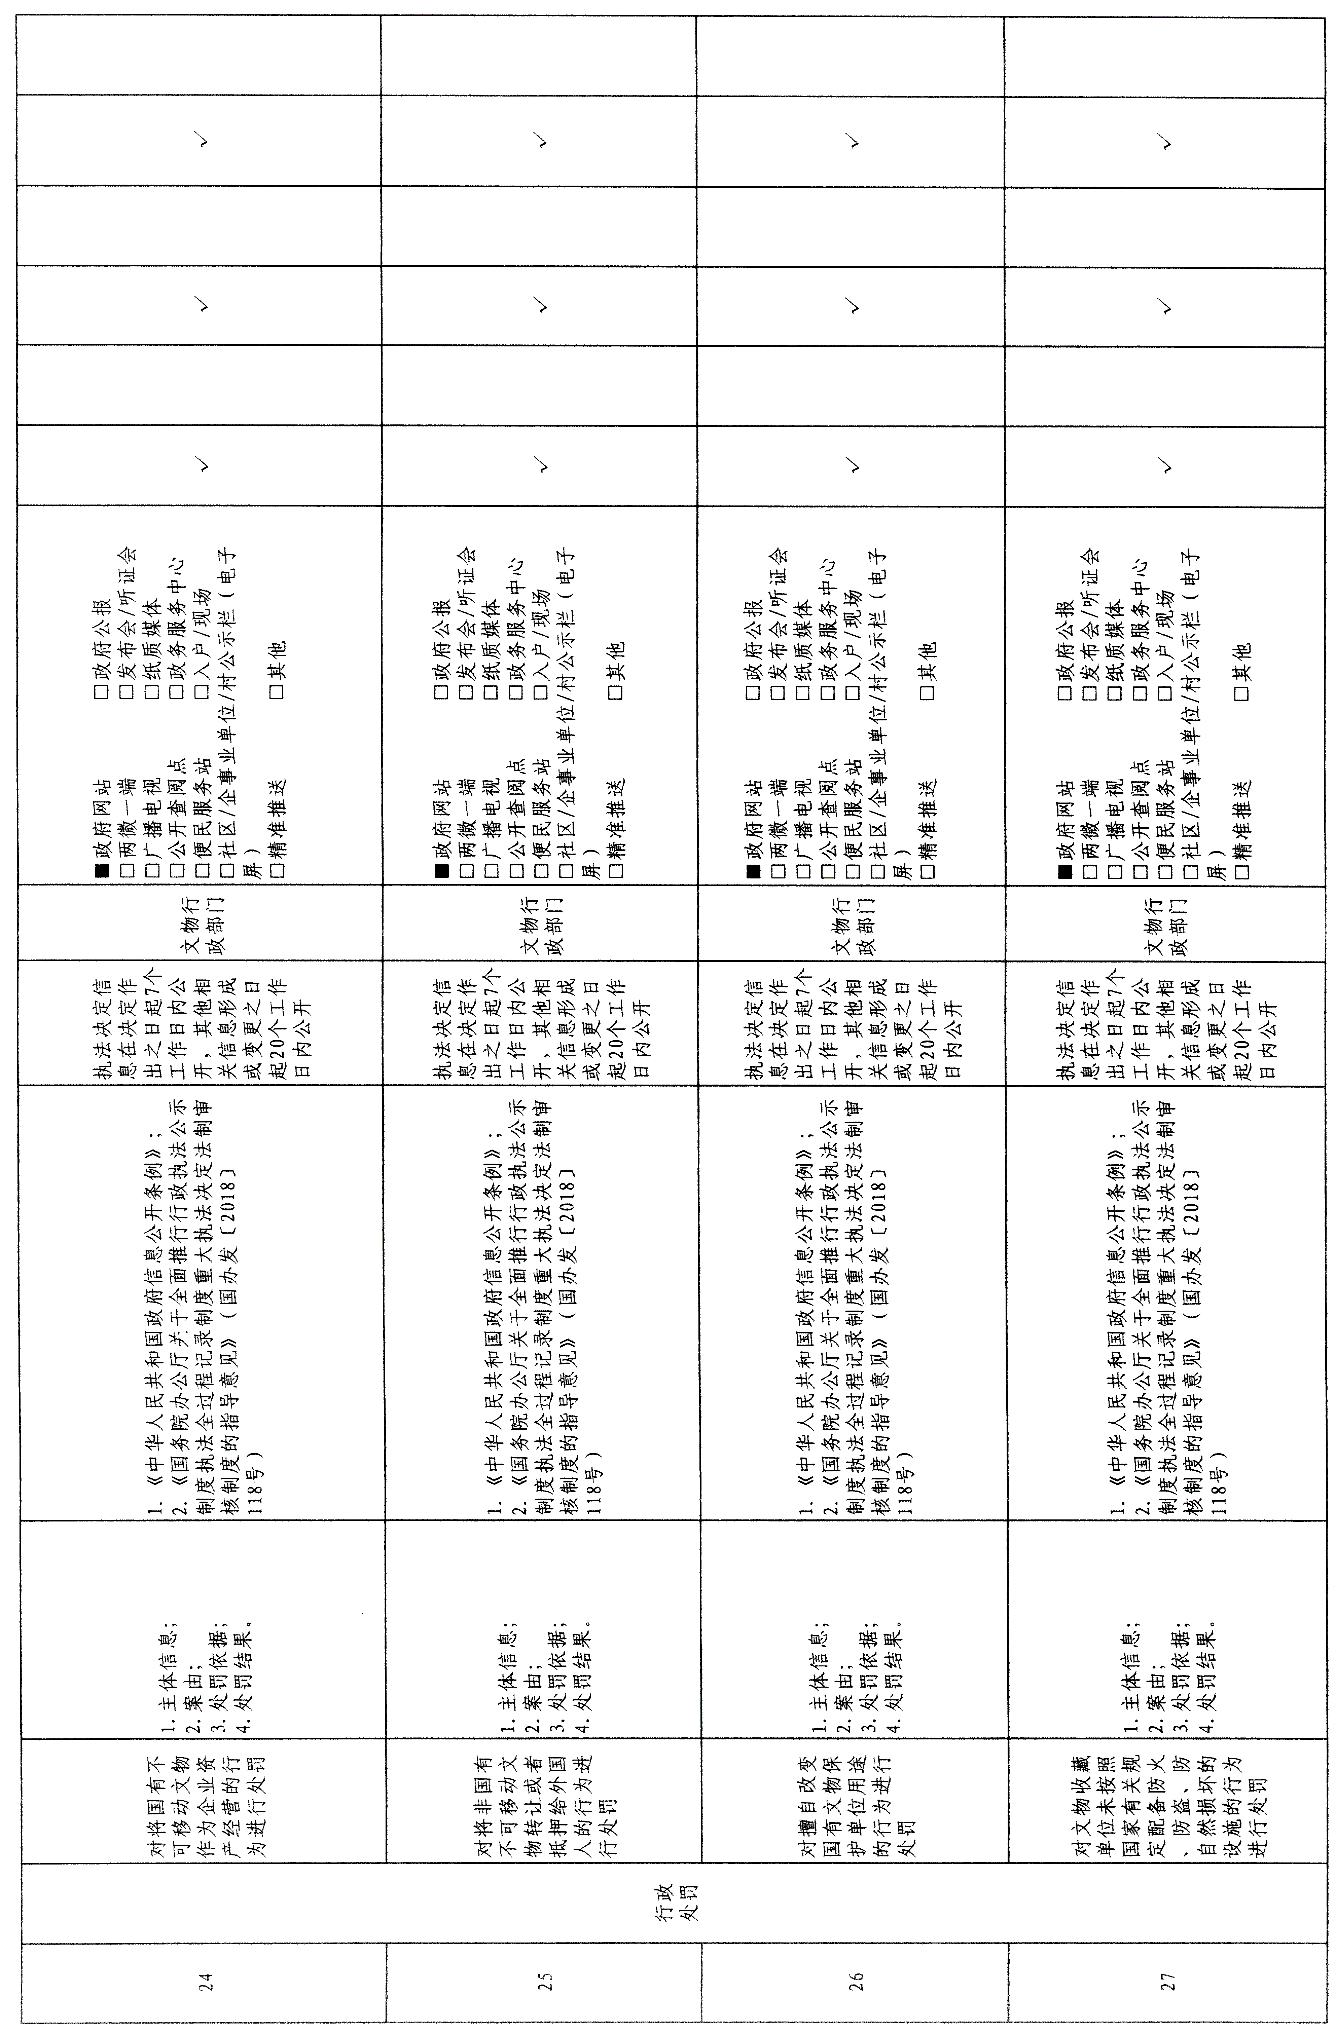 24
行政
处罚
对将国有不
可移动文物
作为企业资
产经营的行
为进行处罚
1. 主体信息;
2. 案由;
3. 处罚依据;
4. 处罚结果。
1. 《中华人民共和国政府信息公开条例》;
2. 《国务院办公厅关于全面推行行政执法公示
制度执法全过程记录制度重大执法决定法制审
核制度的指导意见》（国办发〔2018〕
118号）
执法决定信
息在决定作
出之日起7个
工作日内公
开，其他相
关信息形成
或变更之日
起20个工作
日内公开
文物行
政部门
■政府网站 □政府公报
□两微一端 □发布会/听证会
□广播电视 □纸质媒体
□公开查阅点 □政务服务中心
□便民服务站 □入户/现场
□社区/企事业单位/村公示栏（电子
屏）
□精准推送 □其他
√ √ √
25
对将非国有
不可移动文
物转让或者
抵押给外国
人的行为进
行处罚
1. 主体信息;
2. 案由;
3. 处罚依据;
4. 处罚结果。
1. 《中华人民共和国政府信息公开条例》;
2. 《国务院办公厅关于全面推行行政执法公示
制度执法全过程记录制度重大执法决定法制审
核制度的指导意见》（国办发〔2018〕
118号）
执法决定信
息在决定作
出之日起7个
工作日内公
开，其他相
关信息形成
或变更之日
起20个工作
日内公开
文物行
政部门
■政府网站 □政府公报
□两微一端 □发布会/听证会
□广播电视 □纸质媒体
□公开查阅点 □政务服务中心
□便民服务站 □入户/现场
□社区/企事业单位/村公示栏（电子
屏）
□精准推送 □其他
√ √ √
26
对擅自改变
国有文物保
护单位用途
的行为进行
处罚
1. 主体信息;
2. 案由;
3. 处罚依据;
4. 处罚结果。
1. 《中华人民共和国政府信息公开条例》;
2. 《国务院办公厅关于全面推行行政执法公示
制度执法全过程记录制度重大执法决定法制审
核制度的指导意见》（国办发〔2018〕
118号）
执法决定信
息在决定作
出之日起7个
工作日内公
开，其他相
关信息形成
或变更之日
起20个工作
日内公开
文物行
政部门
■政府网站 □政府公报
□两微一端 □发布会/听证会
□广播电视 □纸质媒体
□公开查阅点 □政务服务中心
□便民服务站 □入户/现场
□社区/企事业单位/村公示栏（电子
屏）
□精准推送 □其他
√ √ √
27
对文物收藏
单位未按照
国家有关规
定配备防火
、防盗、防
自然损坏的
设施的行为
进行处罚
1. 主体信息;
2. 案由;
3. 处罚依据;
4. 处罚结果。
1. 《中华人民共和国政府信息公开条例》;
2. 《国务院办公厅关于全面推行行政执法公示
制度执法全过程记录制度重大执法决定法制审
核制度的指导意见》（国办发〔2018〕
118号）
执法决定信
息在决定作
出之日起7个
工作日内公
开，其他相
关信息形成
或变更之日
起20个工作
日内公开
文物行
政部门
■政府网站 □政府公报
□两微一端 □发布会/听证会
□广播电视 □纸质媒体
□公开查阅点 □政务服务中心
□便民服务站 □入户/现场
□社区/企事业单位/村公示栏（电子
屏）
□精准推送 □其他
√ √ √